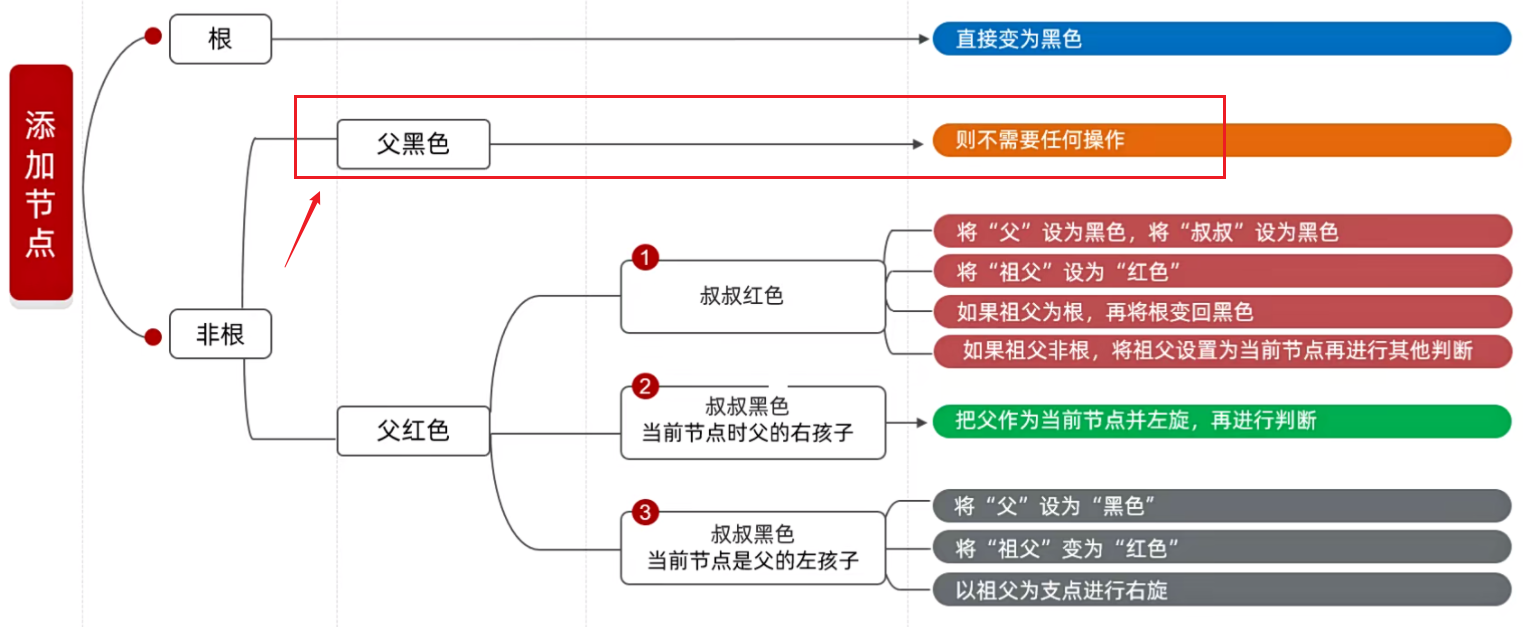 添加节点
根
直接变为黑色
父黑色
则不需要任何操作
非根
父红色
1
叔叔红色
将“父”设为黑色，将“叔叔”设为黑色
将“祖父”设为“红色”
如果祖父为根，再将根变回黑色
如果祖父非根，将祖父设置为当前节点再进行其他判断
2
叔叔黑色
当前节点时父的右孩子
把父作为当前节点并左旋，再进行判断
3
叔叔黑色
当前节点是父的左孩子
将“父”设为“黑色”
将“祖父”变为“红色”
以祖父为支点进行右旋